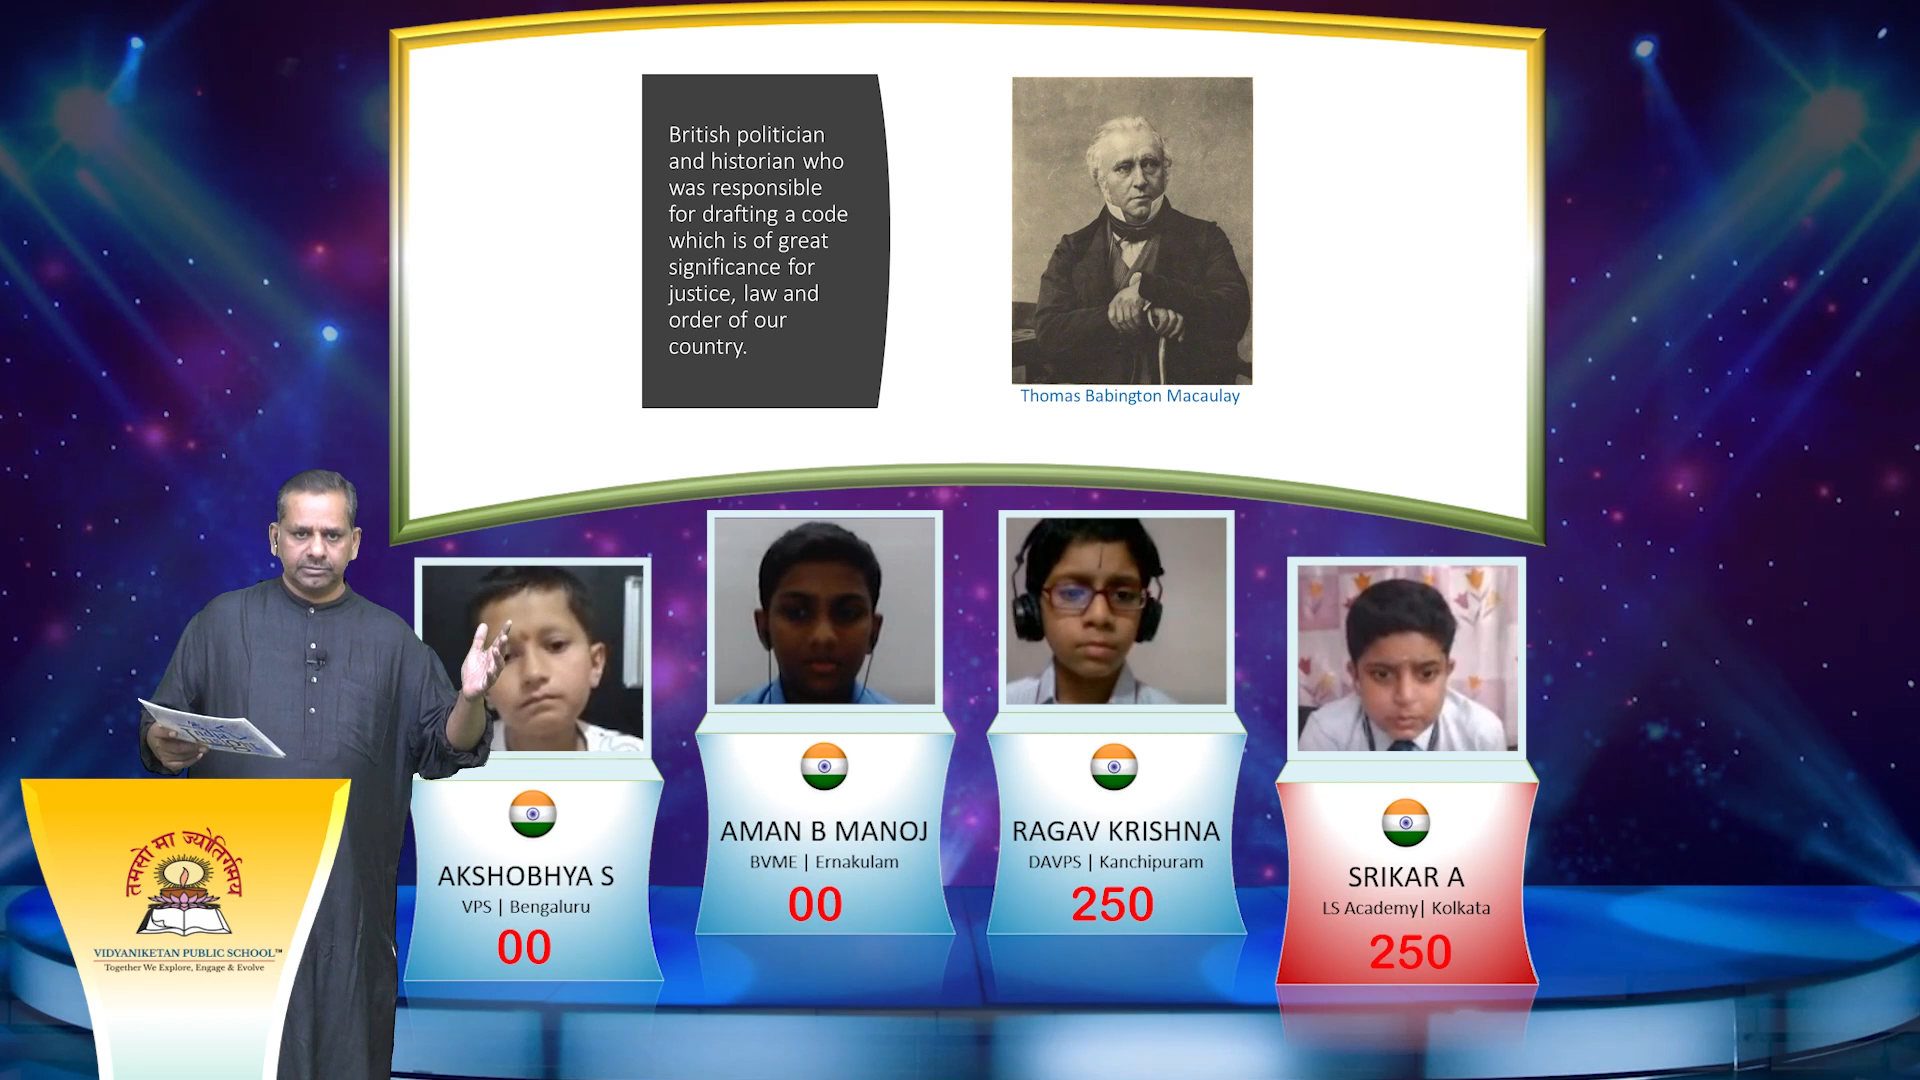 British politician
and historian who
was responsible
for drafting a code
which is of great
significance for
justice, law and
order of our
country.
Thomas Babington Macaulay
तमसो मा ज्योतिर्गमय
VIDYANIKETAN PUBLIC SCHOOL™
Together We Explore, Engage & Evolve
AKSHOBHYA S
VPS | Bengaluru
00
AMAN B MANOJ
BVME | Ernakulam
00
RAGAV KRISHNA
DAVPS | Kanchipuram
250
SRIKAR A
LS Academy| Kolkata
250